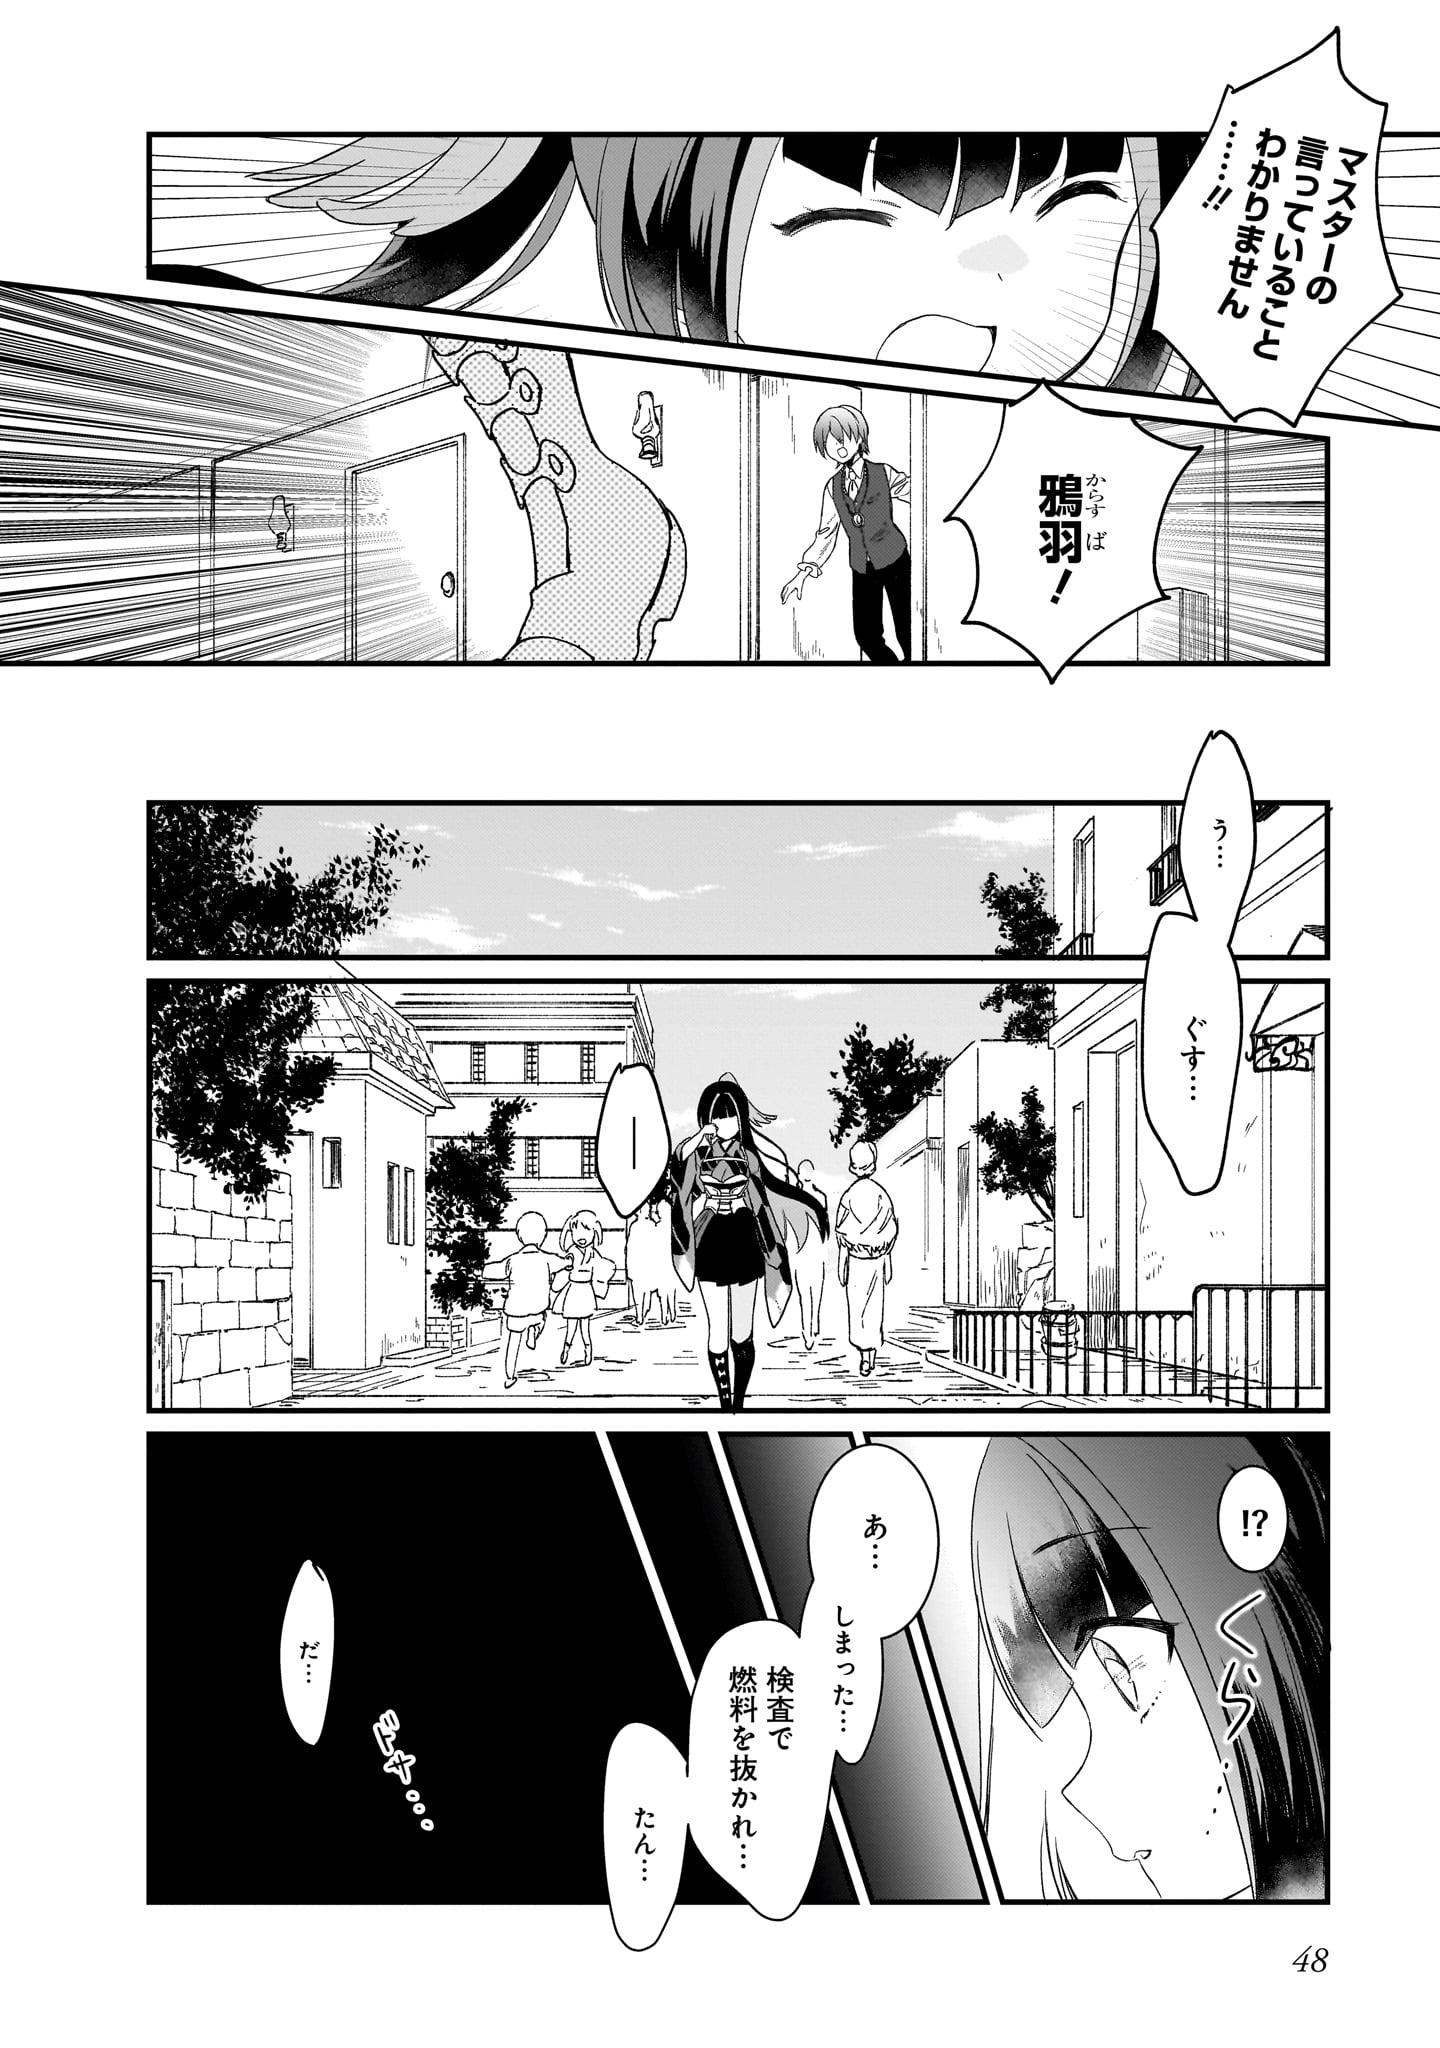 マスターの
言っていること
わかりません
……!!
鴉羽！
からすば
う…
ぐす…
ー
!?
くら…
あ…
しまった…
検査で
燃料を抜かれ…
たん…
だ…
ドサ…
48